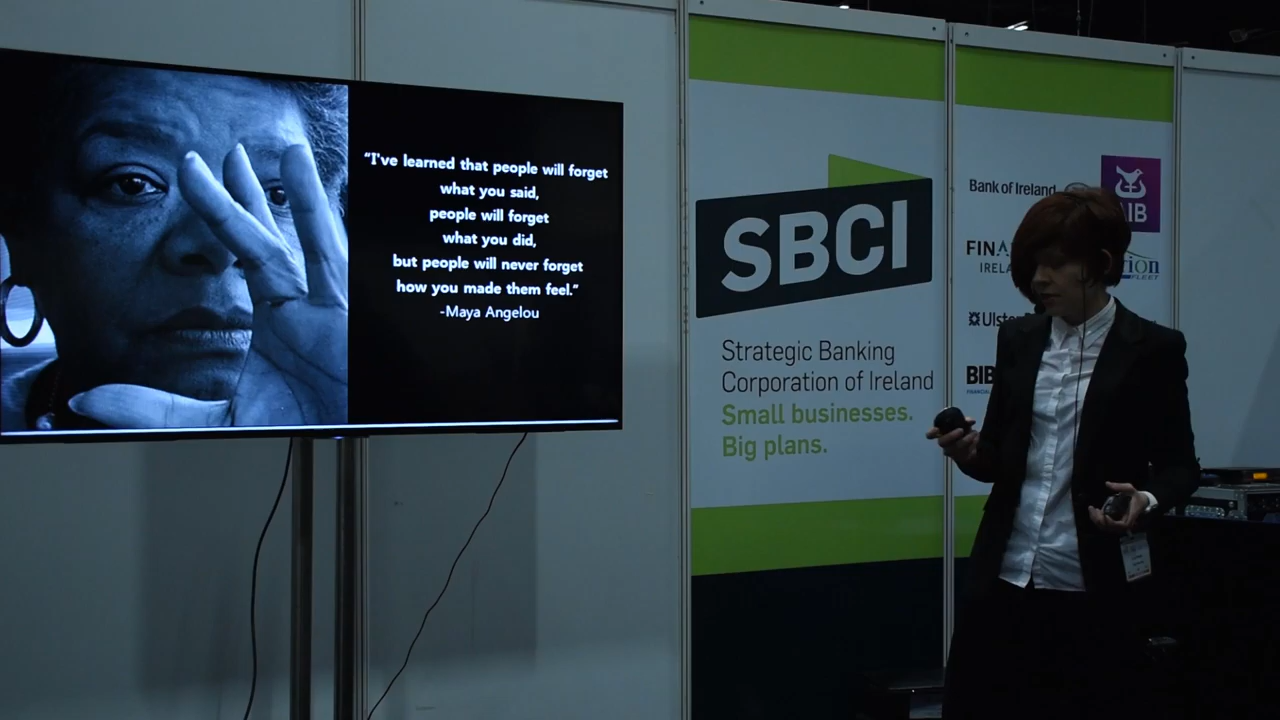 “I've learned that people will forget
what you said,
people will forget
what you did,
but people will never forget
how you made them feel.”
-Maya Angelou
SBCI
Strategic Banking
Corporation of Ireland
Small businesses.
Big plans.
Bank of Ireland
AIB